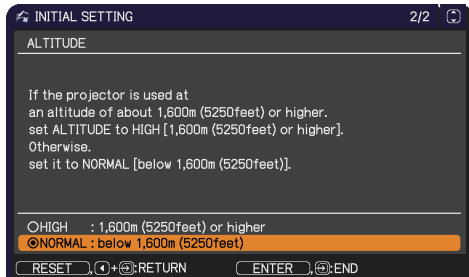 INITIAL SETTING 2/2
ALTITUDE
If the projector is used at
an altitude of about 1,600m (5250feet) or higher.
set ALTITUDE to HIGH [1,600m (5250feet) or higher].
Otherwise.
set it to NORMAL [below 1,600m (5250feet)].
HIGH : 1,600m (5250feet) or higher
NORMAL : below 1,600m (5250feet)
RESET , + :RETURN ENTER , :END